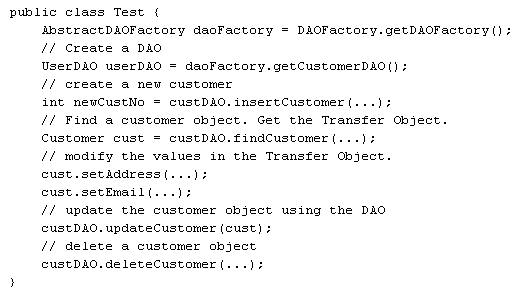 public class Test {
    AbstractDAOFactory daoFactory = DAOFactory.getDAOFactory();
    // Create a DAO
    UserDAO userDAO = daoFactory.getCustomerDAO();
    // create a new customer
    int newCustNo = custDAO.insertCustomer(...);
    // Find a customer object. Get the Transfer Object.
    Customer cust = custDAO.findCustomer(...);
    // modify the values in the Transfer Object.
    cust.setAddress(...);
    cust.setEmail(...);
    // update the customer object using the DAO
    custDAO.updateCustomer(cust);
    // delete a customer object
    custDAO.deleteCustomer(...);
}